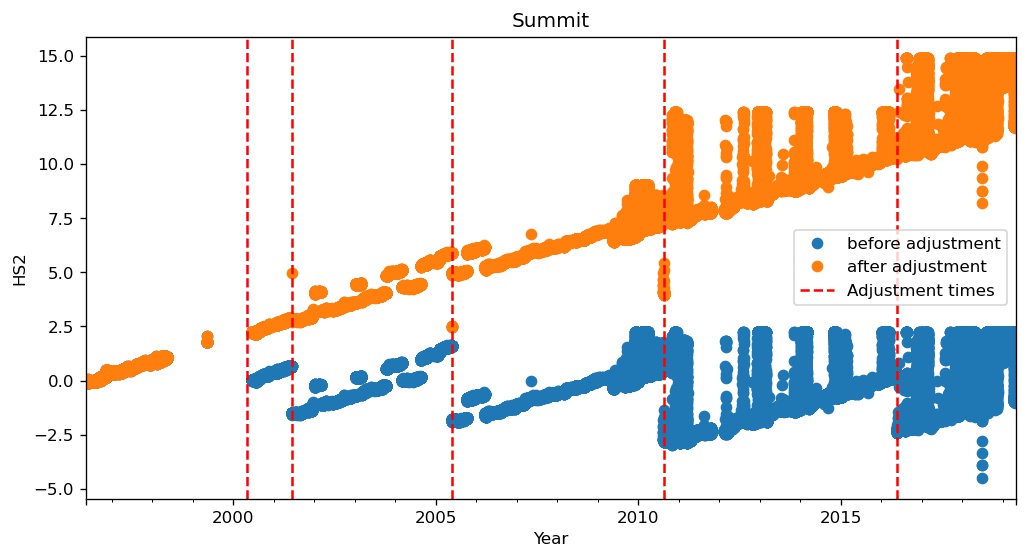 Summit
15.0
12.5
10.0
7.5
5.0
2.5
0.0
−2.5
−5.0
HS2
before adjustment
after adjustment
Adjustment times
2000
2005
2010
2015
Year